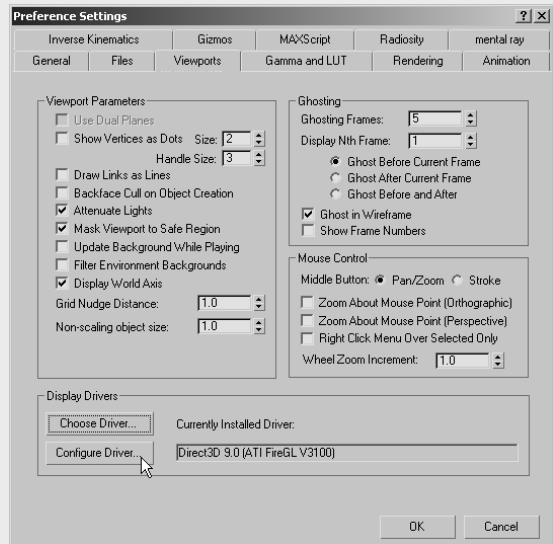 Preference Settings
Inverse Kinematics Gizmos MAXScript Radiosity mental ray
General Files Viewports Gamma and LUT Rendering Animation
Viewport Parameters
Use Dual Planes
Show Vertices as Dots Size: 2
Handle Size: 3
Draw Links as Lines
Backface Cull on Object Creation
Attenuate Lights
Mask Viewport to Safe Region
Update Background While Playing
Filter Environment Backgrounds
Display World Axis
Grid Nudge Distance: 1.0
Non-scaling object size: 1.0
Ghosting
Ghosting Frames: 5
Display Nth Frame: 1
Ghost Before Current Frame
Ghost After Current Frame
Ghost Before and After
Ghost in Wireframe
Show Frame Numbers
Mouse Control
Middle Button: Pan/Zoom Stroke
Zoom About Mouse Point (Orthographic)
Zoom About Mouse Point (Perspective)
Right Click Menu Over Selected Only
Wheel Zoom Increment: 1.0
Display Drivers
Choose Driver... Currently Installed Driver:
Configure Driver... Direct3D 9.0 (ATI FireGL V3100)
OK Cancel